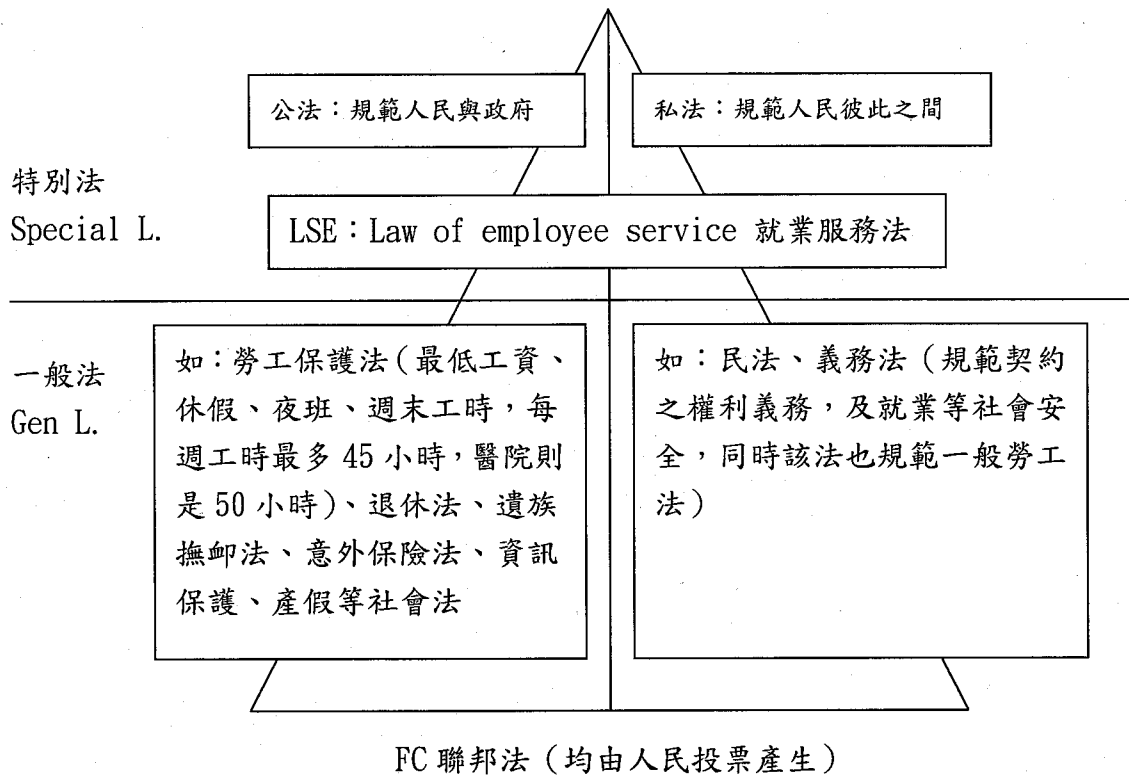 公法：規範人民與政府
私法：規範人民彼此之間
特別法
Special L.
LSE：Law of employee service 就業服務法
一般法
Gen L.
如：勞工保護法(最低工資、
休假、夜班、週末工時，每
週工時最多 45 小時，醫院則
是 50 小時)、退休法、遺族
撫卹法、意外保險法、資訊
保護、產假等社會法
如：民法、義務法（規範契約
之權利義務，及就業等社會安
全，同時該法也規範一般勞工
法）
FC 聯邦法（均由人民投票產生）